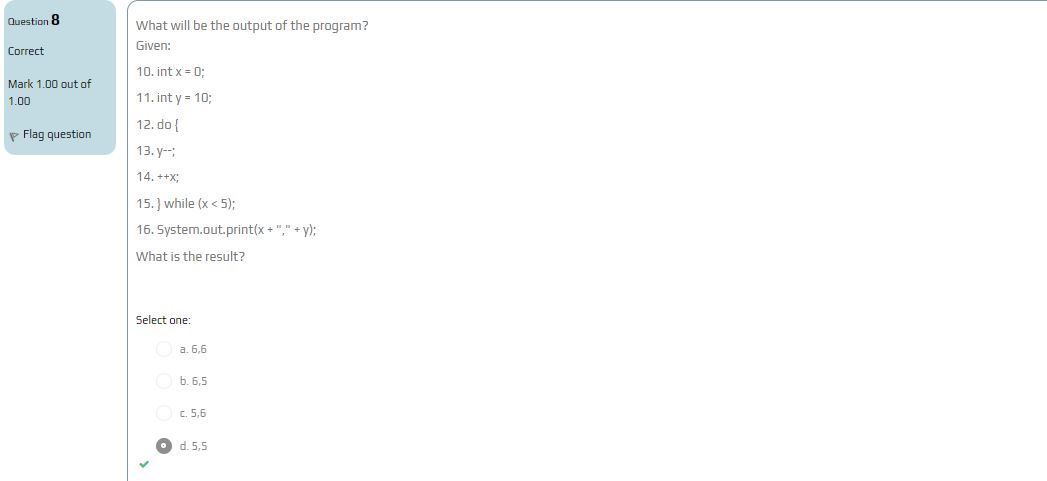 Question 8
Correct
Mark 1.00 out of
1.00
Flag question
What will be the output of the program?
Given:
10. int x = 0;
11. int y = 10;
12. do {
13. y--;
14. ++x;
15. } while (x < 5);
16. System.out.print(x + "," + y);
What is the result?
Select one:
a. 6,6
b. 6,5
c. 5,6
d. 5,5